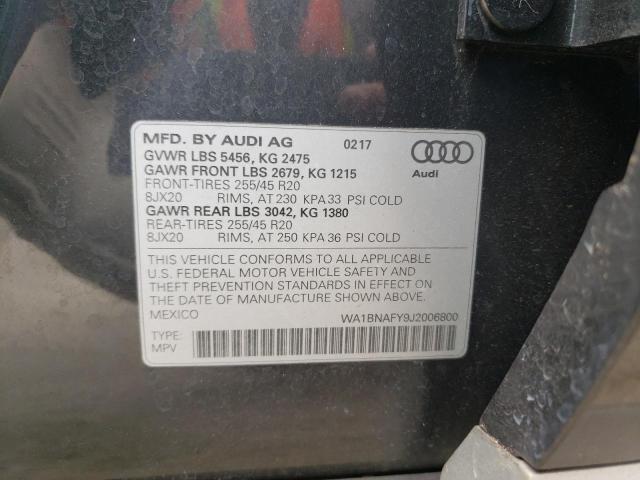 MFD. BY AUDI AG 0217
GVWR LBS 5456, KG 2475
GAWR FRONT LBS 2679, KG 1215
FRONT-TIRES 255/45 R20
8JX20 RIMS, AT 230 KPA 33 PSI COLD
GAWR REAR LBS 3042, KG 1380
REAR-TIRES 255/45 R20
8JX20 RIMS, AT 250 KPA 36 PSI COLD
Audi
THIS VEHICLE CONFORMS TO ALL APPLICABLE
U.S. FEDERAL MOTOR VEHICLE SAFETY AND
THEFT PREVENTION STANDARDS IN EFFECT ON
THE DATE OF MANUFACTURE SHOWN ABOVE.
MEXICO WA1BNAFY9J2006800
TYPE:
MPV